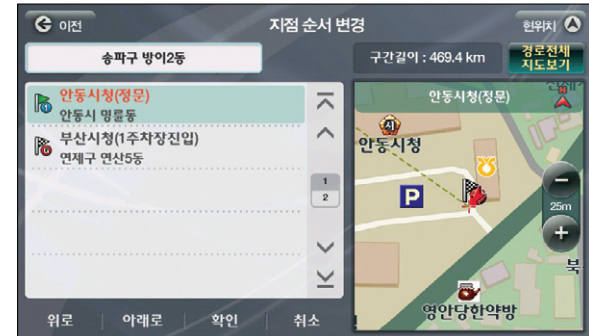 이전
지점 순서 변경
현위치
송파구 방이2동
구간길이 : 469.4 km
경로전체
지도보기
안동시청(정문)
안동시 명륜동
부산시청(1주차장진입)
연제구 연산5동
1
2
위로
아래로
확인
취소
안동시청(정문)
시
안동시청
P
25m
북
영안당한약방